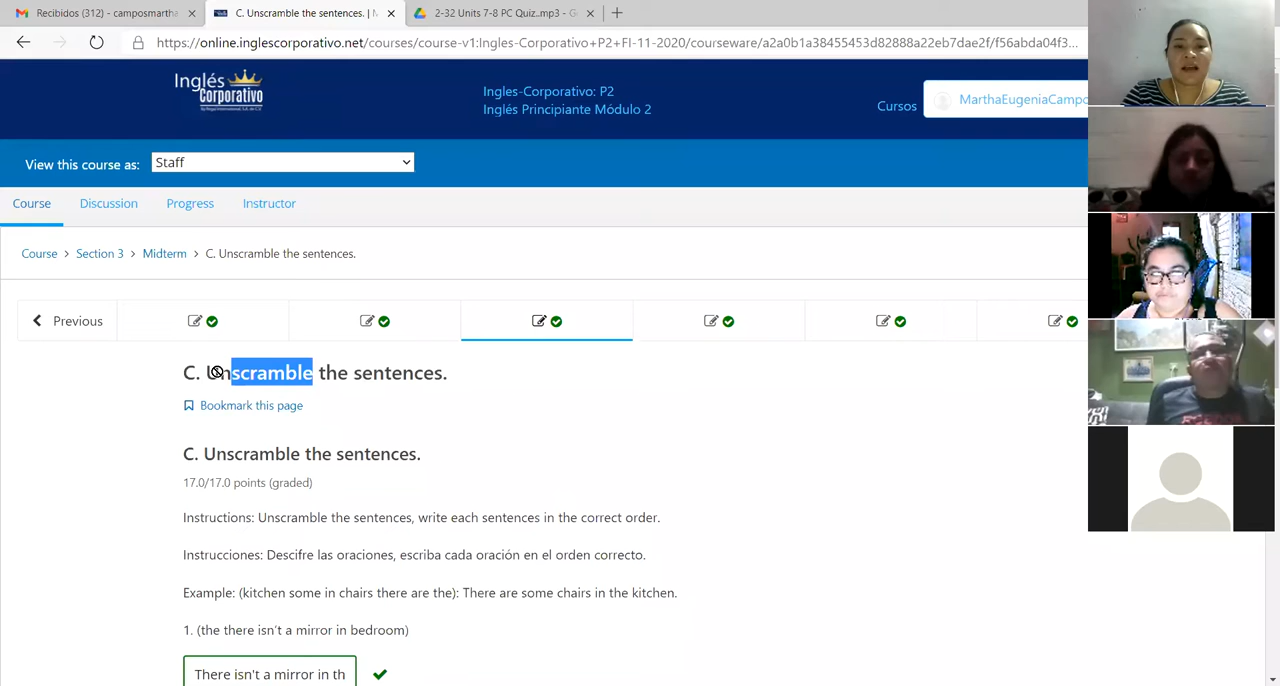 Recibidos (312) - camposmartha
C. Unscramble the sentences. |
2-32 Units 7-8 PC Quiz..mp3 - G
https://online.inglescorporativo.net/courses/course-v1:Ingles-Corporativo+P2+FI-11-2020/courseware/a2a0b1a38455453d82888a22eb7dae2f/f56abda04f3...
Inglés
Corporativo
Ingles-Corporativo: P2
Inglés Principiante Módulo 2
Cursos
MarthaEugeniaCampo
View this course as:
Staff
Course
Discussion
Progress
Instructor
Course > Section 3 > Midterm > C. Unscramble the sentences.
Previous
C. Unscramble the sentences.
Bookmark this page
C. Unscramble the sentences.
17.0/17.0 points (graded)
Instructions: Unscramble the sentences, write each sentences in the correct order.
Instrucciones: Descifre las oraciones, escriba cada oración en el orden correcto.
Example: (kitchen some in chairs there are the): There are some chairs in the kitchen.
1. (the there isn't a mirror in bedroom)
There isn't a mirror in th